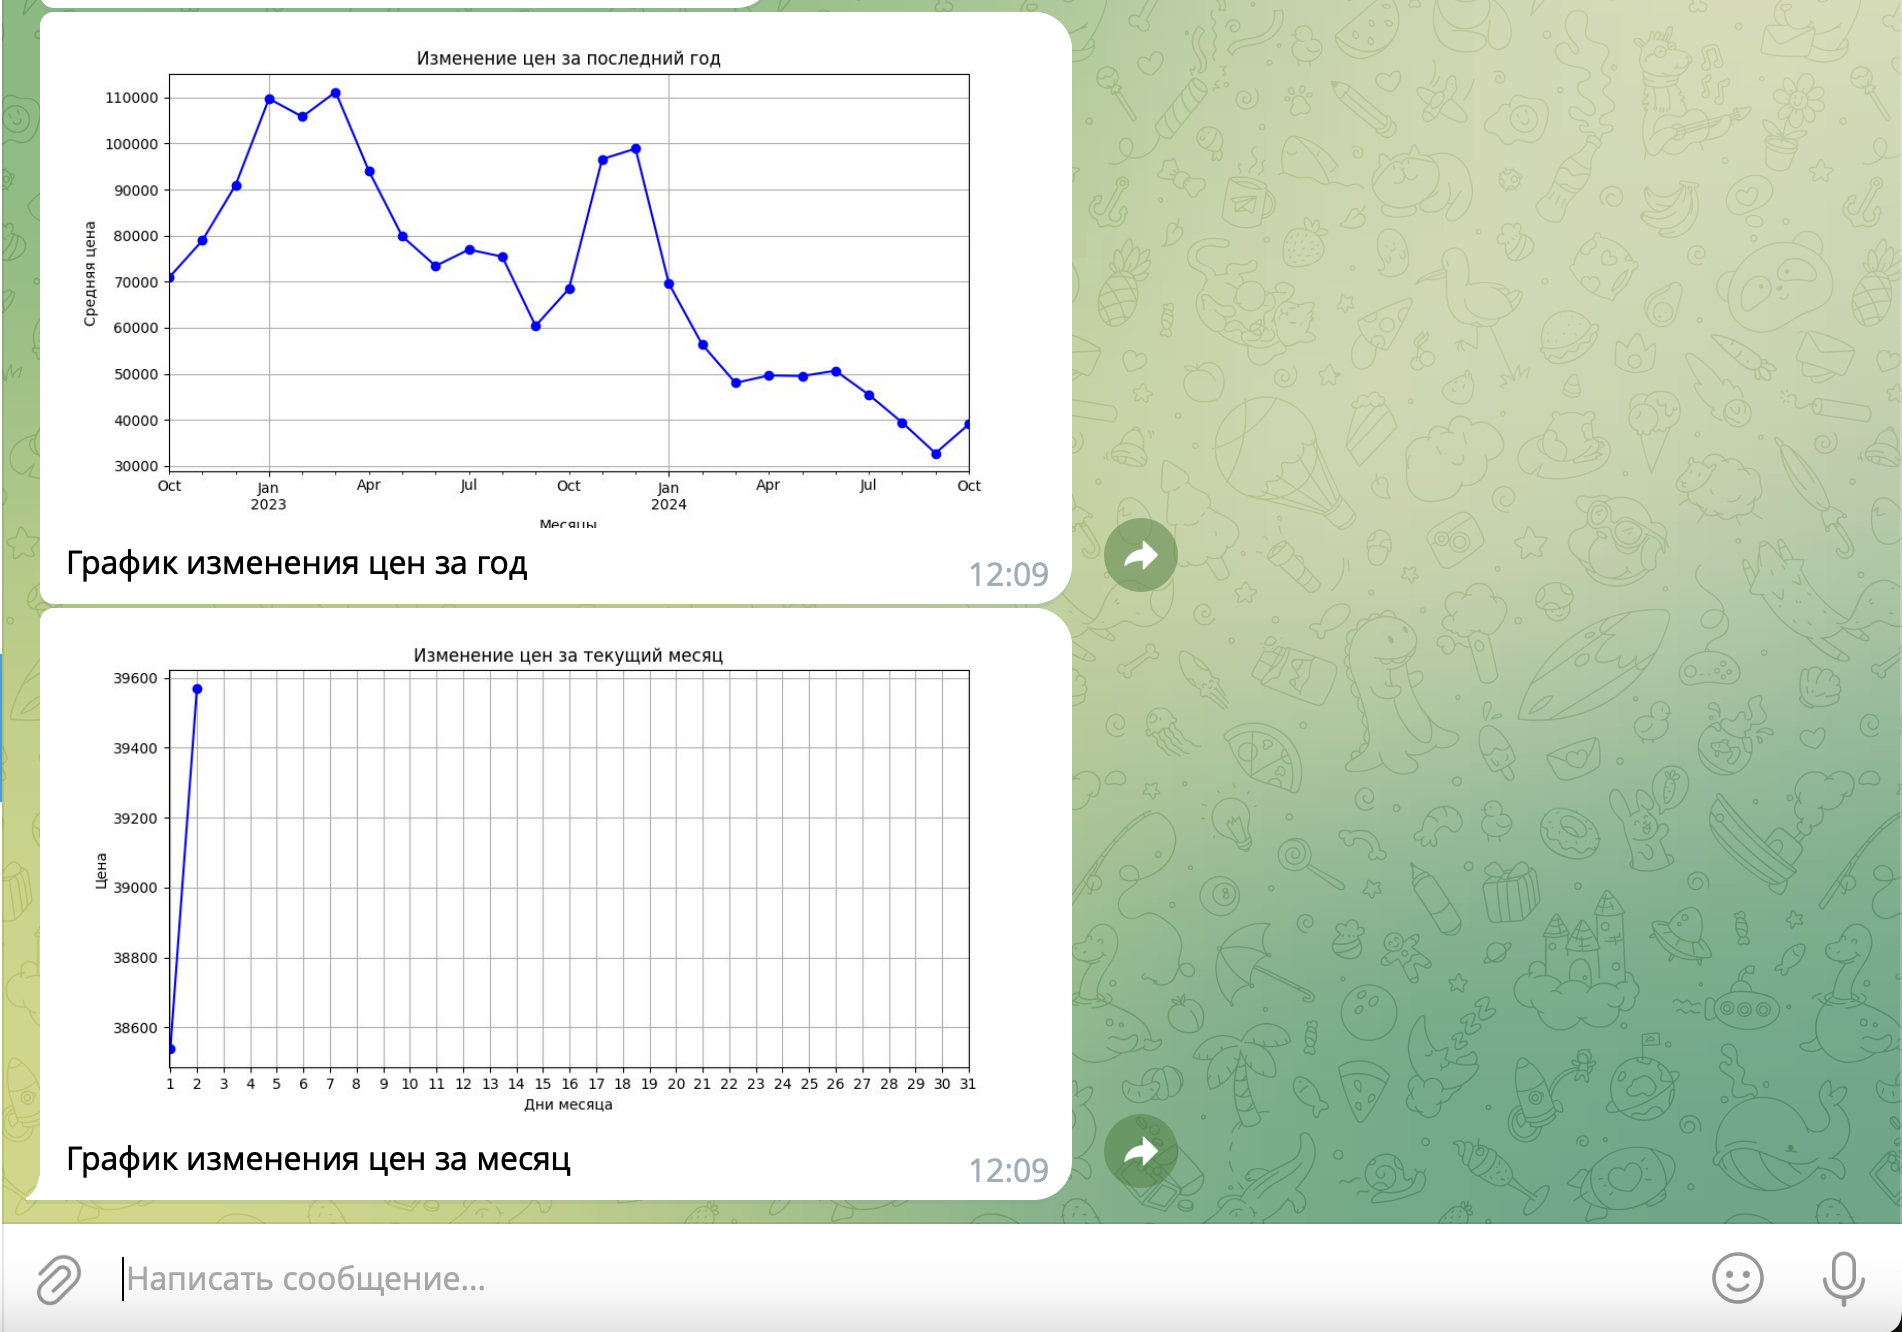 Изменение цен за последний год
110000
100000
90000
80000
70000
60000
50000
40000
30000
Средняя цена
Oct Jan Apr Jul Oct Jan Apr Jul Oct
2023 2024
Месяцы
График изменения цен за год
12:09
Изменение цен за текущий месяц
39600
39400
39200
39000
38800
38600
Цена
1 2 3 4 5 6 7 8 9 10 11 12 13 14 15 16 17 18 19 20 21 22 23 24 25 26 27 28 29 30 31
Дни месяца
График изменения цен за месяц
12:09
Написать сообщение...